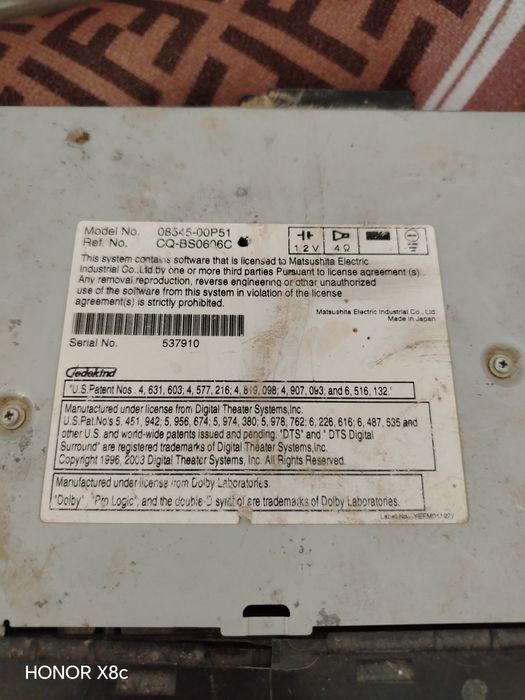 Model No. 08545-00P51
Ref. No. CQ-BS0606C
1 2 V 4 Ω
This system contains software that is licensed to Matsushita Electric
Industrial Co., Ltd.by one or more third parties Pursuant to license agreement (s) .
Any removal reproduction, reverse engineering or other unauthorized
use of the software from this system in violation of the license
agreement(s) is strictly prohibited.
Matsushita Electric Industrial Co., Ltd.
Made in Japan
Serial No. 537910
"U.S.Patent Nos. 4, 631, 603; 4, 577, 216; 4, 819, 098; 4, 907, 093, and 6, 516, 132."
Manufactured under license from Digital Theater Systems,Inc.
U.S.Pat.No's 5, 451, 942; 5, 956, 674; 5, 974, 380; 5, 978, 762; 6, 226, 616; 6, 487, 535 and
other U.S. and world-wide patents issued and pending. "DTS" and " DTS Digital
Surround" are registered trademarks of Digital Theater Systems,Inc.
Copyright 1996, 2003 Digital Theater Systems, Inc. All Rights Reserved.
Manufactured under license from Dolby Laboratories.
"Dolby", "Pro Logic", and the double-D symbol are trademarks of Dolby Laboratories.
Label No.
HONOR X8c